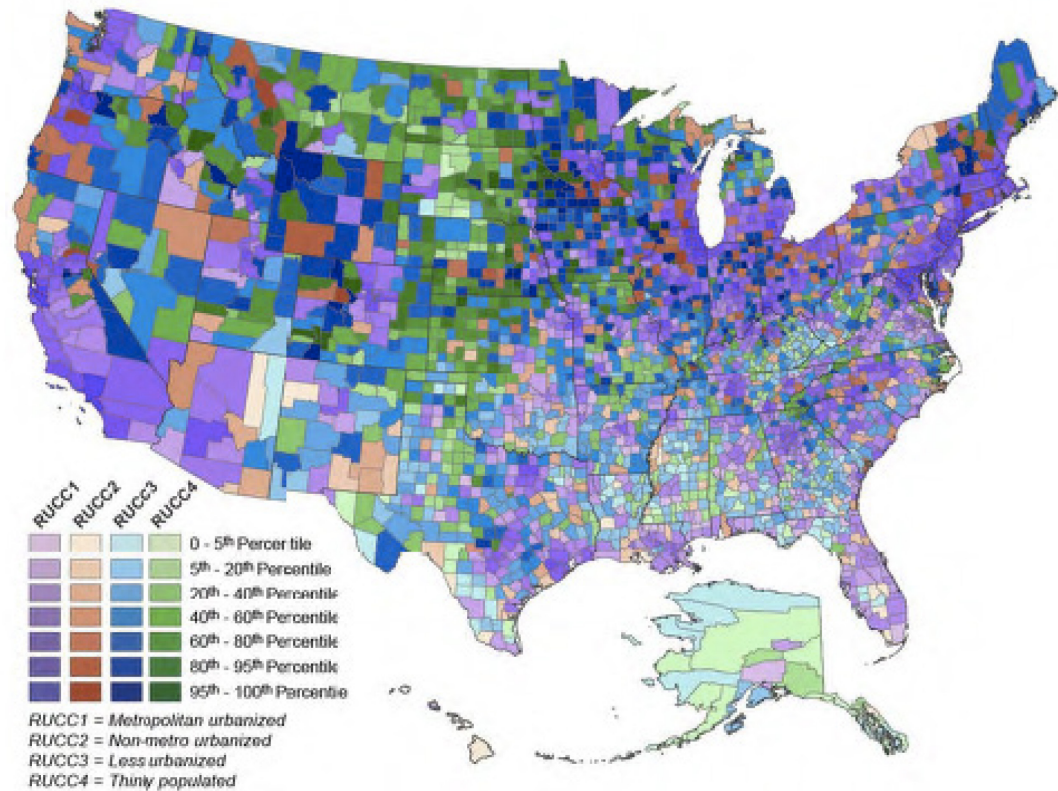 RUCC1 RUCC2 RUCC3 RUCC4
0 - 5th Percentile
5th - 20th Percentile
20th - 40th Percentile
40th - 60th Percentile
60th - 80th Percentile
80th - 95th Percentile
95th - 100th Percentile
RUCC1 = Metropolitan urbanized
RUCC2 = Non-metro urbanized
RUCC3 = Less urbanized
RUCC4 = Thinly populated